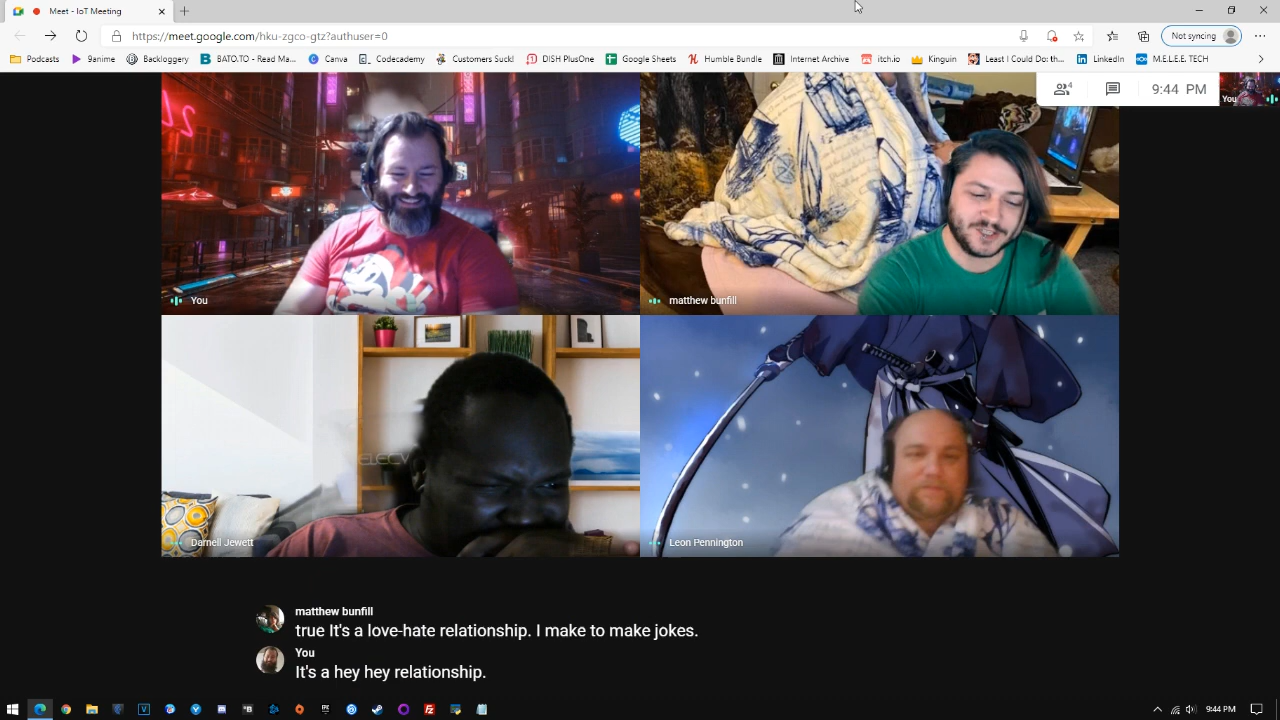 Meet - IoT Meeting
https://meet.google.com/hku-zgco-gtz?authuser=0
Not syncing
Podcasts
9anime
Backloggery
BATO.TO - Read Ma...
Canva
Codecademy
Customers Suck!
DISH PlusOne
Google Sheets
Humble Bundle
Internet Archive
itch.io
Kinguin
Least I Could Do: th...
LinkedIn
M.E.L.E.E. TECH
4
9:44 PM
You
You
matthew bunfill
Darnell Jewett
Leon Pennington
matthew bunfill
true It's a love-hate relationship. I make to make jokes.
You
It's a hey hey relationship.
9:44 PM